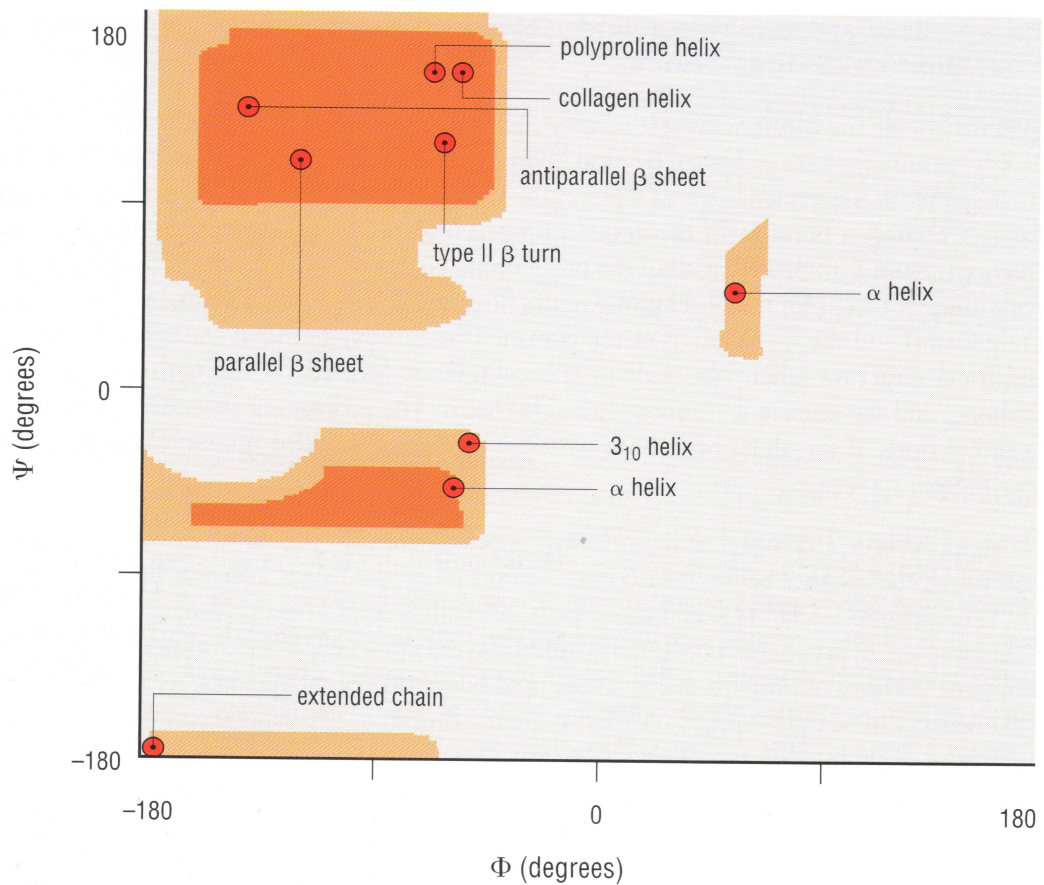 180
polyproline helix
collagen helix
antiparallel β sheet
type II β turn
α helix
parallel β sheet
0
3₁₀ helix
α helix
extended chain
−180
−180
0
180
Ψ (degrees)
Φ (degrees)